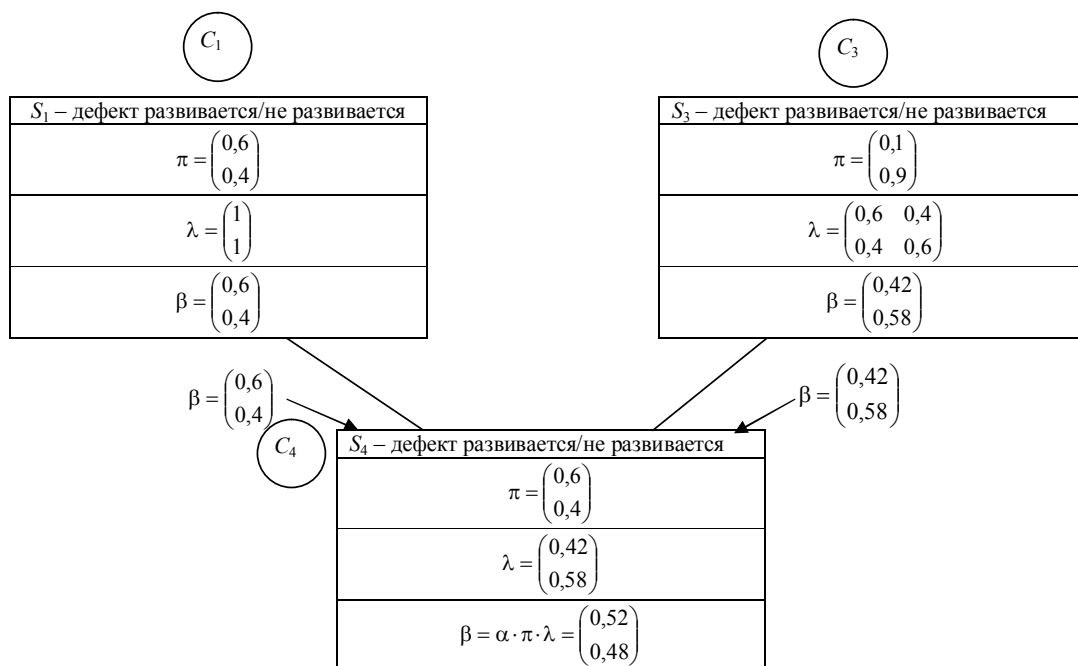 C₁
C₃
S₁ – дефект развивается/не развивается
π = (0,6
0,4)
λ = (1
1)
β = (0,6
0,4)
S₃ – дефект развивается/не развивается
π = (0,1
0,9)
λ = (0,6 0,4
0,4 0,6)
β = (0,42
0,58)
β = (0,6
0,4)
β = (0,42
0,58)
C₄
S₄ – дефект развивается/не развивается
π = (0,6
0,4)
λ = (0,42
0,58)
β = α · π · λ = (0,52
0,48)